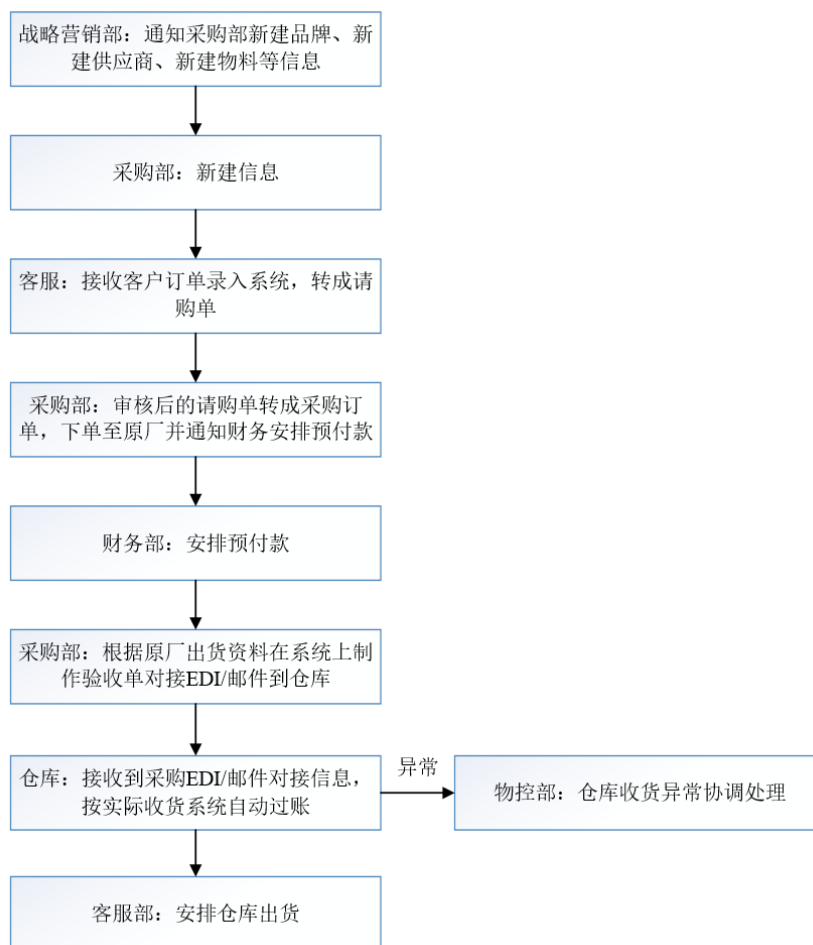 战略营销部：通知采购部新建品牌、新
建供应商、新建物料等信息
采购部：新建信息
客服：接收客户订单录入系统，转成请
购单
采购部：审核后的请购单转成采购订
单，下单至原厂并通知财务安排预付款
财务部：安排预付款
采购部：根据原厂出货资料在系统上制
作验收单对接EDI/邮件到仓库
仓库：接收到采购EDI/邮件对接信息，
按实际收货系统自动过账
异常
物控部：仓库收货异常协调处理
客服部：安排仓库出货